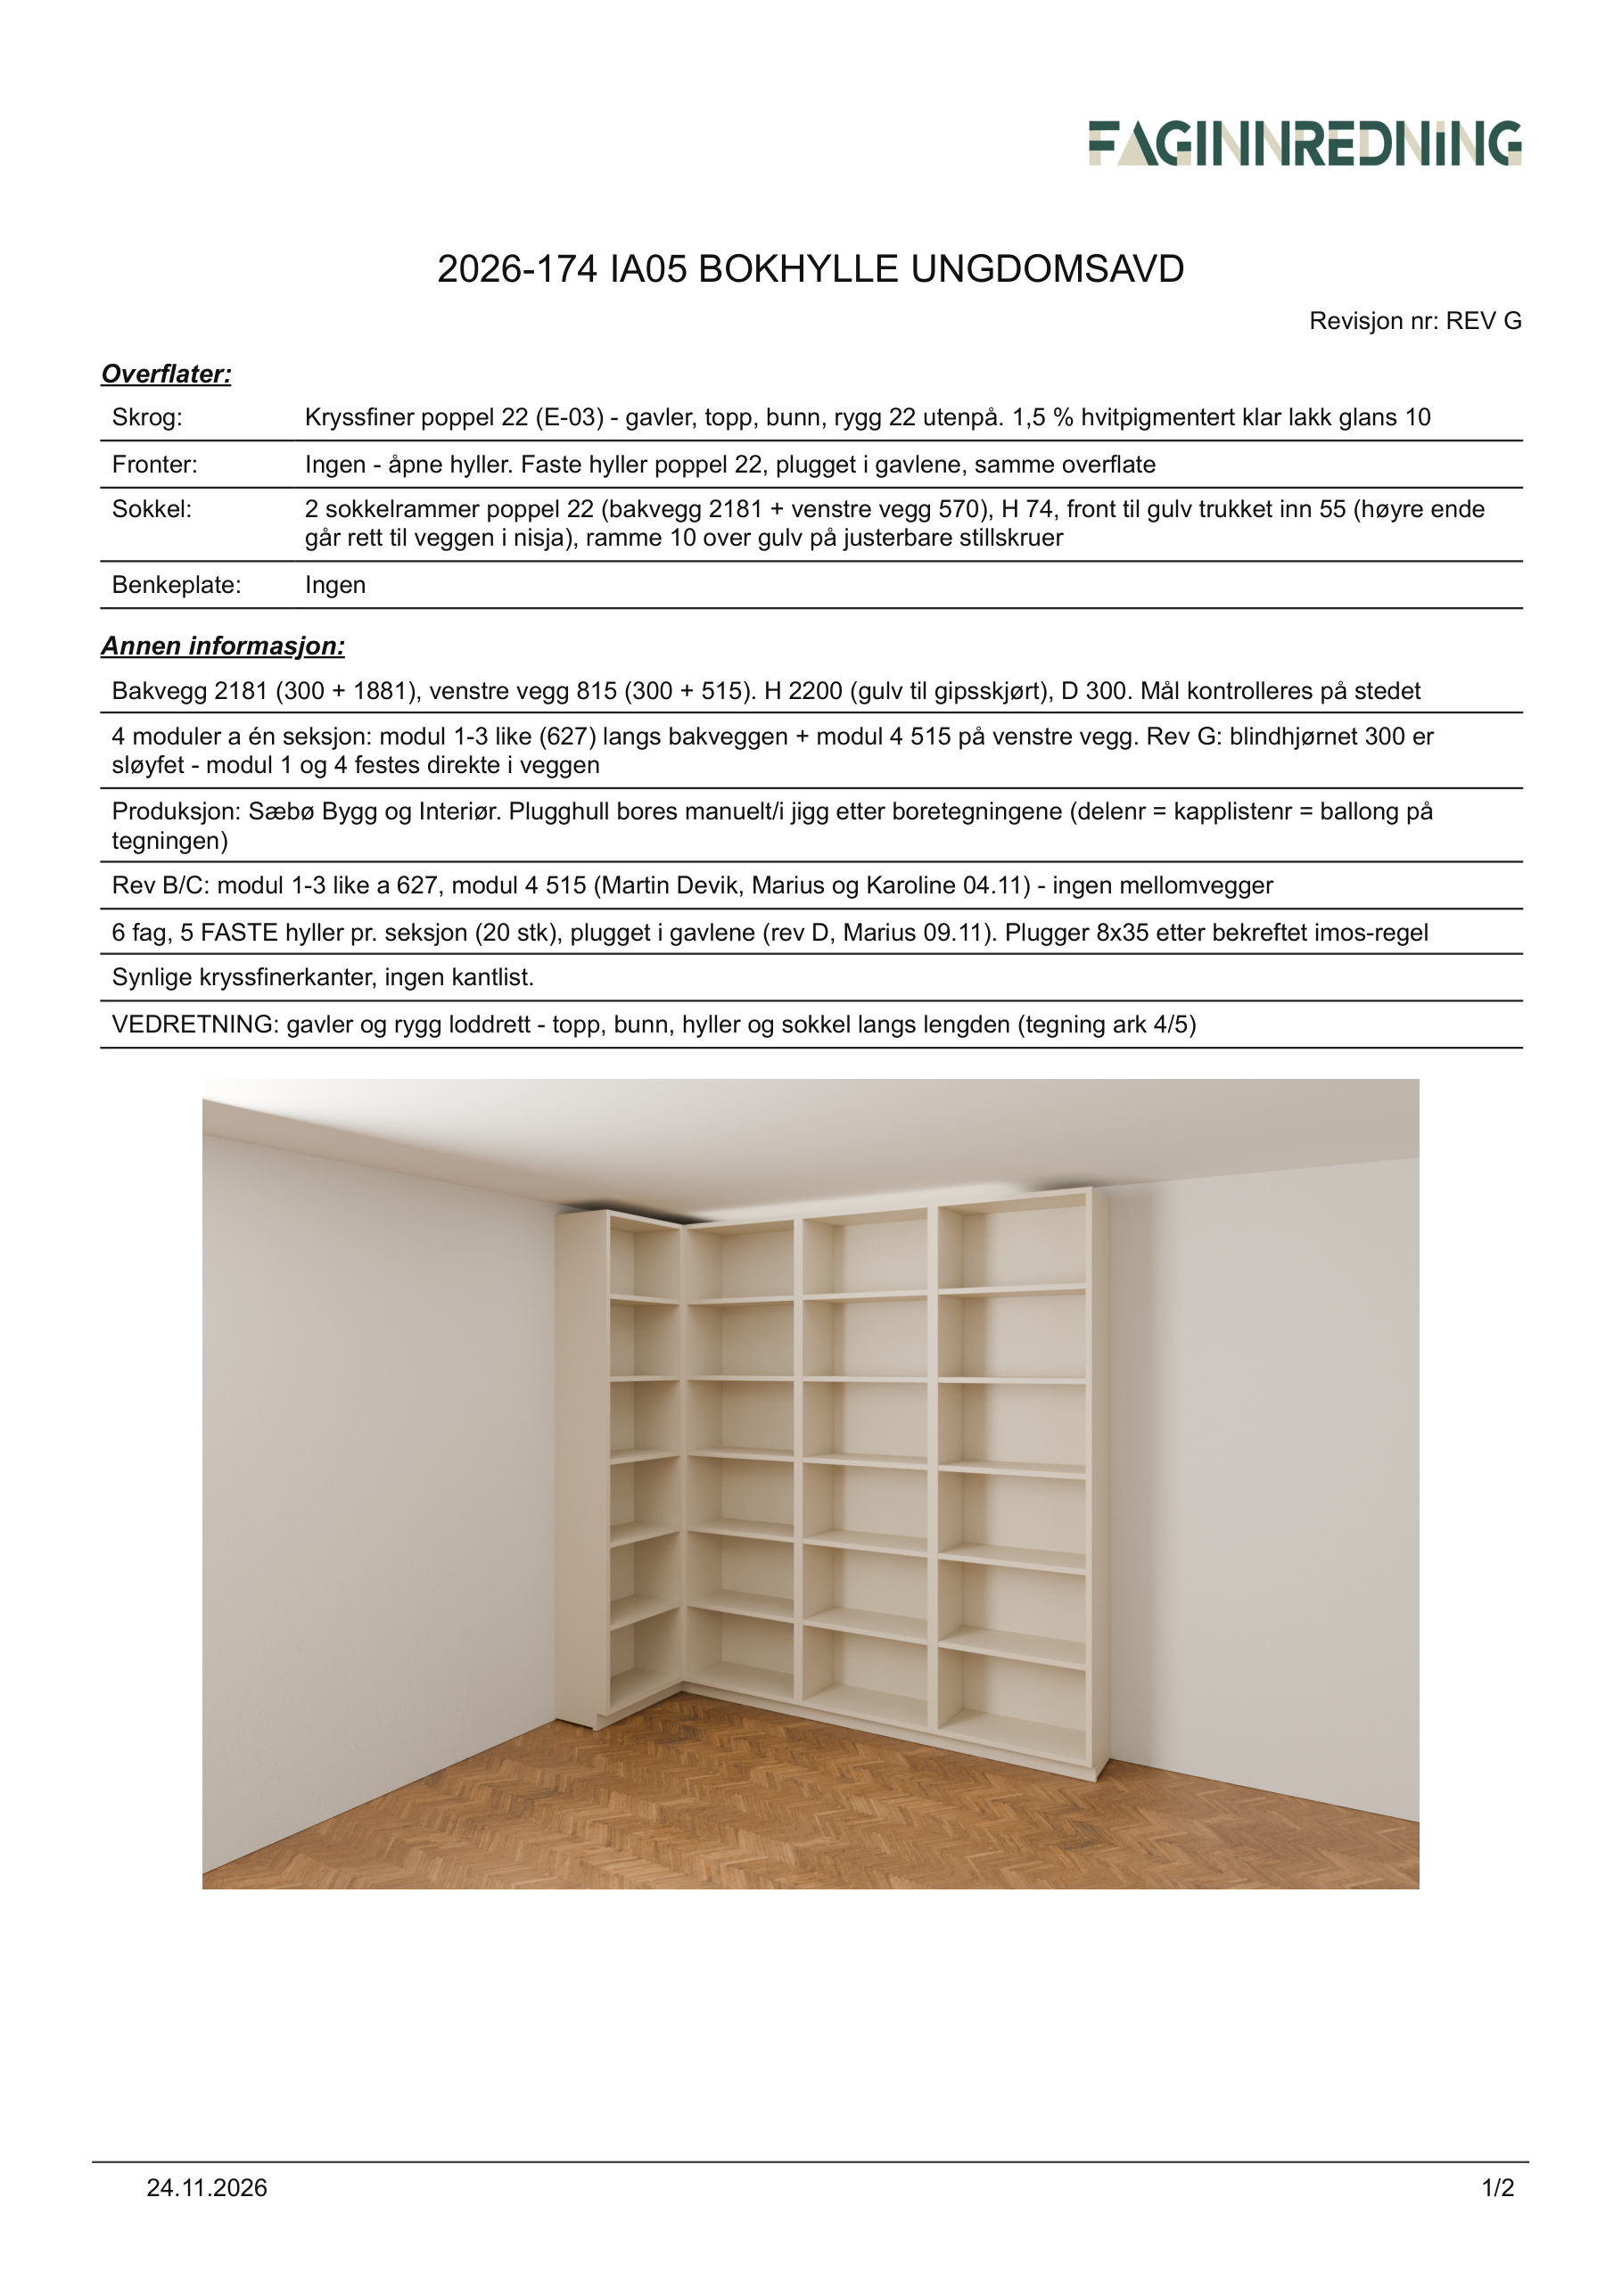 FAGINNREDNING
2026-174 IA05 BOKHYLLE UNGDOMSAVD
Revisjon nr: REV G
Overflater:
Skrog: Kryssfiner poppel 22 (E-03) - gavler, topp, bunn, rygg 22 utenpå. 1,5 % hvitpigmentert klar lakk glans 10
Fronter: Ingen - åpne hyller. Faste hyller poppel 22, plugget i gavlene, samme overflate
Sokkel: 2 sokkelrammer poppel 22 (bakvegg 2181 + venstre vegg 570), H 74, front til gulv trukket inn 55 (høyre ende
går rett til veggen i nisja), ramme 10 over gulv på justerbare stillskruer
Benkeplate: Ingen
Annen informasjon:
Bakvegg 2181 (300 + 1881), venstre vegg 815 (300 + 515). H 2200 (gulv til gipsskjørt), D 300. Mål kontrolleres på stedet
4 moduler a én seksjon: modul 1-3 like (627) langs bakveggen + modul 4 515 på venstre vegg. Rev G: blindhjørnet 300 er
sløyfet - modul 1 og 4 festes direkte i veggen
Produksjon: Sæbø Bygg og Interiør. Plugghull bores manuelt/i jigg etter boretegningene (delenr = kapplistenr = ballong på
tegningen)
Rev B/C: modul 1-3 like a 627, modul 4 515 (Martin Devik, Marius og Karoline 04.11) - ingen mellomvegger
6 fag, 5 FASTE hyller pr. seksjon (20 stk), plugget i gavlene (rev D, Marius 09.11). Plugger 8x35 etter bekreftet imos-regel
Synlige kryssfinerkanter, ingen kantlist.
VEDRETNING: gavler og rygg loddrett - topp, bunn, hyller og sokkel langs lengden (tegning ark 4/5)
24.11.2026
1/2